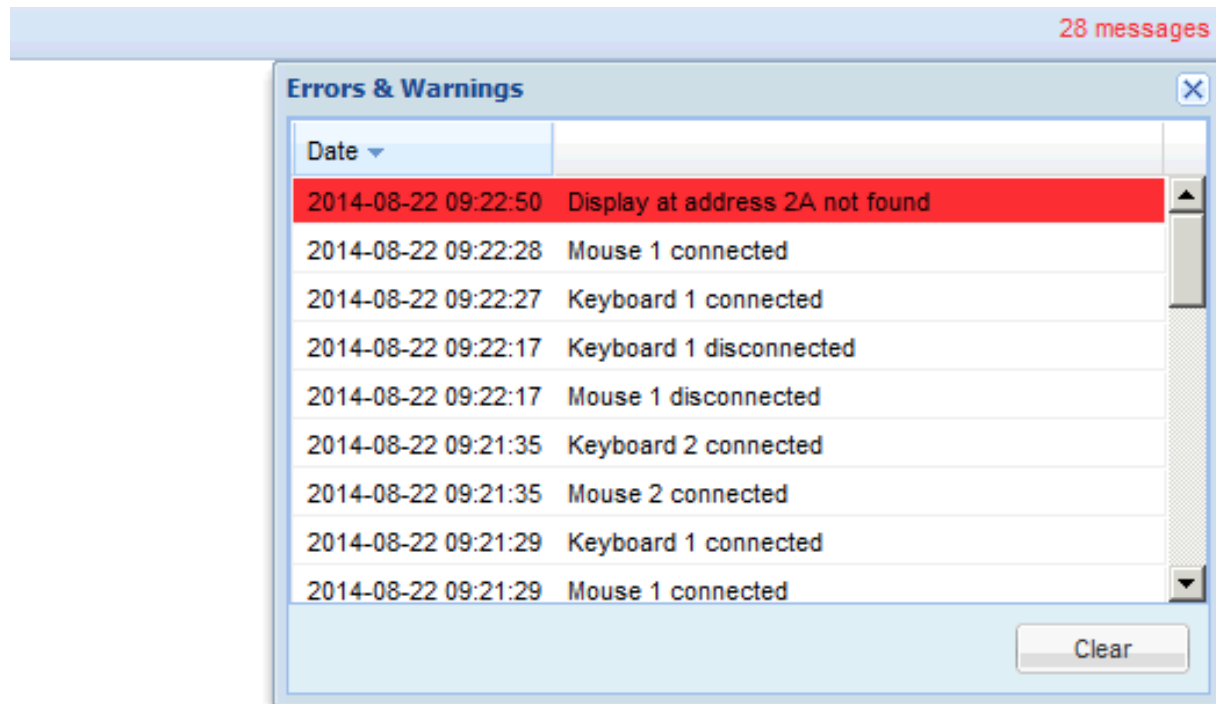 28 messages
Errors & Warnings
Date
2014-08-22 09:22:50 Display at address 2A not found
2014-08-22 09:22:28 Mouse 1 connected
2014-08-22 09:22:27 Keyboard 1 connected
2014-08-22 09:22:17 Keyboard 1 disconnected
2014-08-22 09:22:17 Mouse 1 disconnected
2014-08-22 09:21:35 Keyboard 2 connected
2014-08-22 09:21:35 Mouse 2 connected
2014-08-22 09:21:29 Keyboard 1 connected
2014-08-22 09:21:29 Mouse 1 connected
Clear